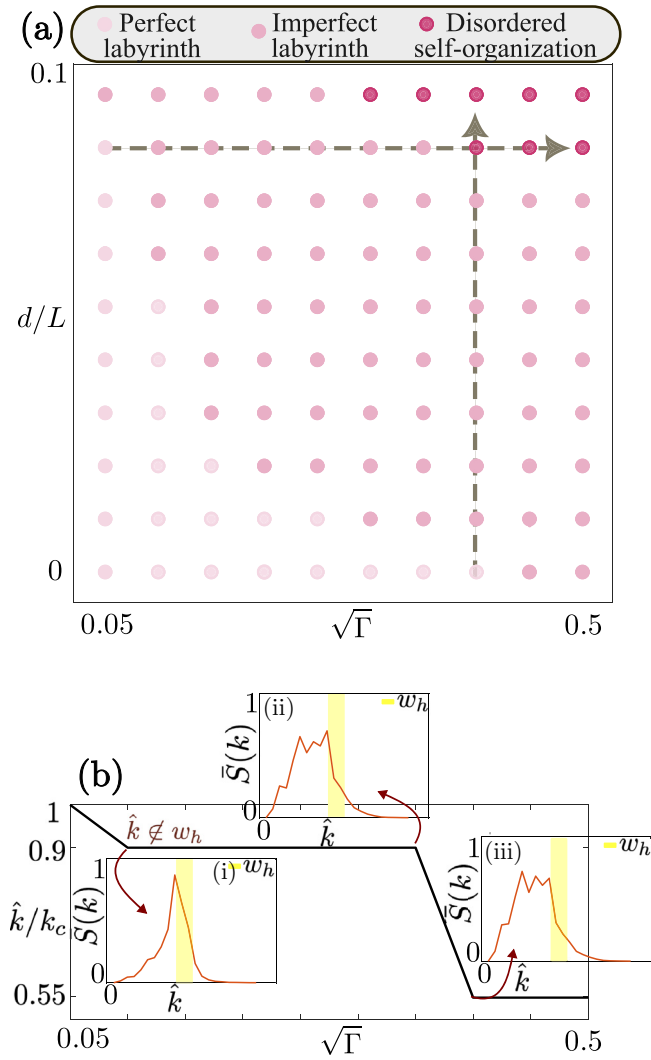 (a)
Perfect labyrinth
Imperfect labyrinth
Disordered self-organization
0.1
d/L
0
0.05
√Γ
0.5
(b)
1
0.9
k̂/k_c
0.55
0.05
√Γ
0.5
k̂ ∉ w_h
(i)
w_h
1
S̄(k)
0
0
k̂
(ii)
w_h
1
S̄(k)
0
0
k̂
(iii)
w_h
1
S̄(k)
0
0
k̂